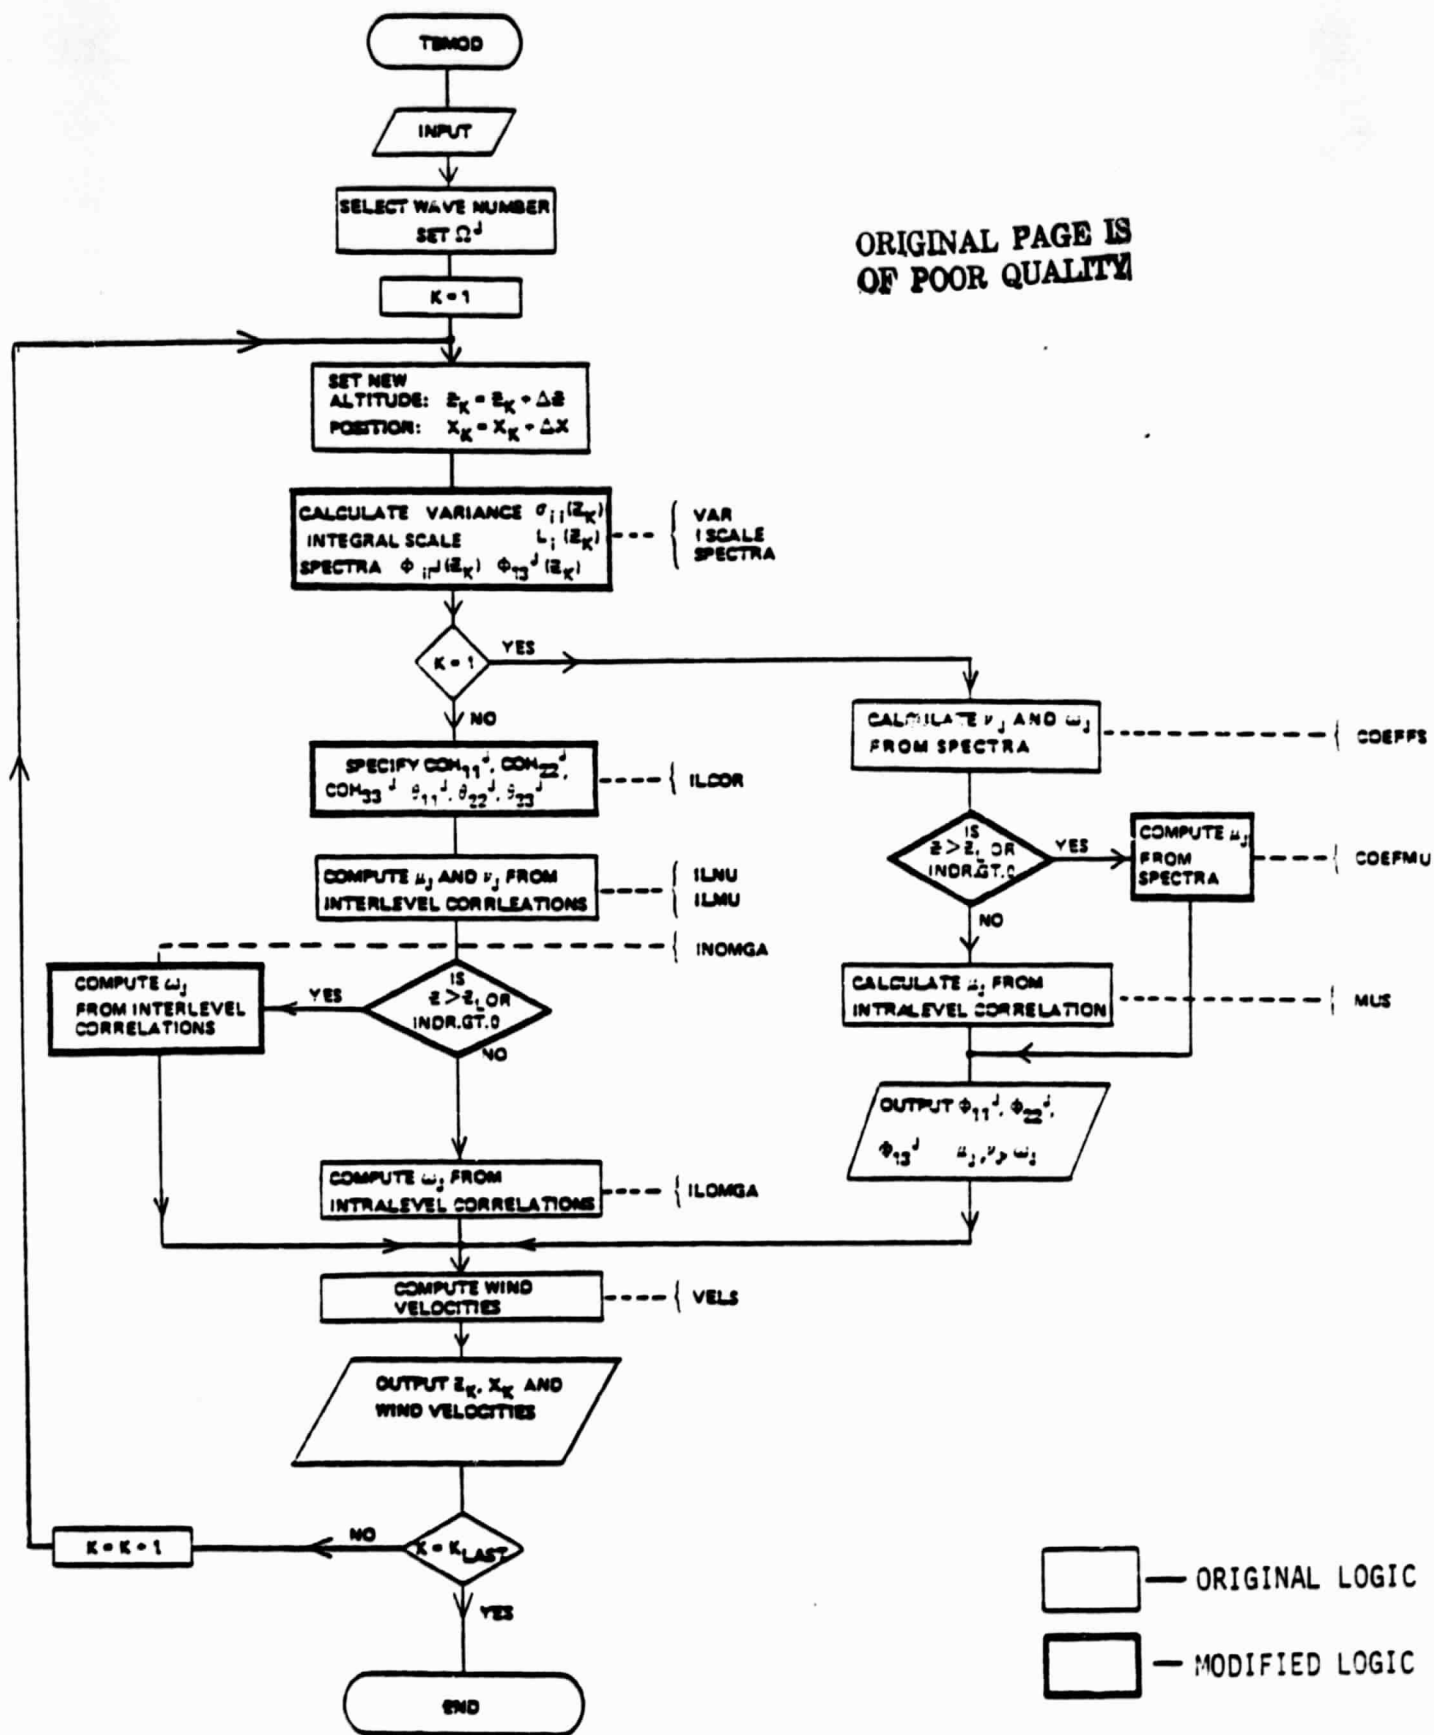 TBMOD
INPUT
SELECT WAVE NUMBER
SET Ω^J
ORIGINAL PAGE IS
OF POOR QUALITY
K = 1
SET NEW
ALTITUDE: Z_K = Z_K + ΔZ
POSITION: X_K = X_K + ΔX
CALCULATE VARIANCE σ_ii(Z_K)
INTEGRAL SCALE L_i(Z_K)
SPECTRA Φ_ii^J(Z_K) Φ_13^J(Z_K)
VAR
ISCALE
SPECTRA
K = 1
YES
NO
CALCULATE ν_J AND ω_J
FROM SPECTRA
COEFFS
SPECIFY COH_11^J, COH_22^J,
COH_33^J θ_11^J, θ_22^J, θ_33^J
ILCOR
IS
Z > Z_L OR
INDR.GT.0
YES
NO
COMPUTE μ_J
FROM
SPECTRA
COEFMU
COMPUTE μ_J AND ν_J FROM
INTERLEVEL CORRLEATIONS
ILNU
ILMU
INOMGA
COMPUTE ω_J
FROM INTERLEVEL
CORRELATIONS
YES
IS
Z > Z_L OR
INDR.GT.0
NO
CALCULATE μ_J FROM
INTRALEVEL CORRELATION
MUS
OUTPUT Φ_11^J, Φ_22^J,
Φ_13^J μ_J, ν_J, ω_J
COMPUTE ω_J FROM
INTRALEVEL CORRELATIONS
ILOMGA
COMPUTE WIND
VELOCITIES
VELS
OUTPUT Z_K, X_K AND
WIND VELOCITIES
K = K + 1
NO
K = K_LAST
YES
END
ORIGINAL LOGIC
MODIFIED LOGIC